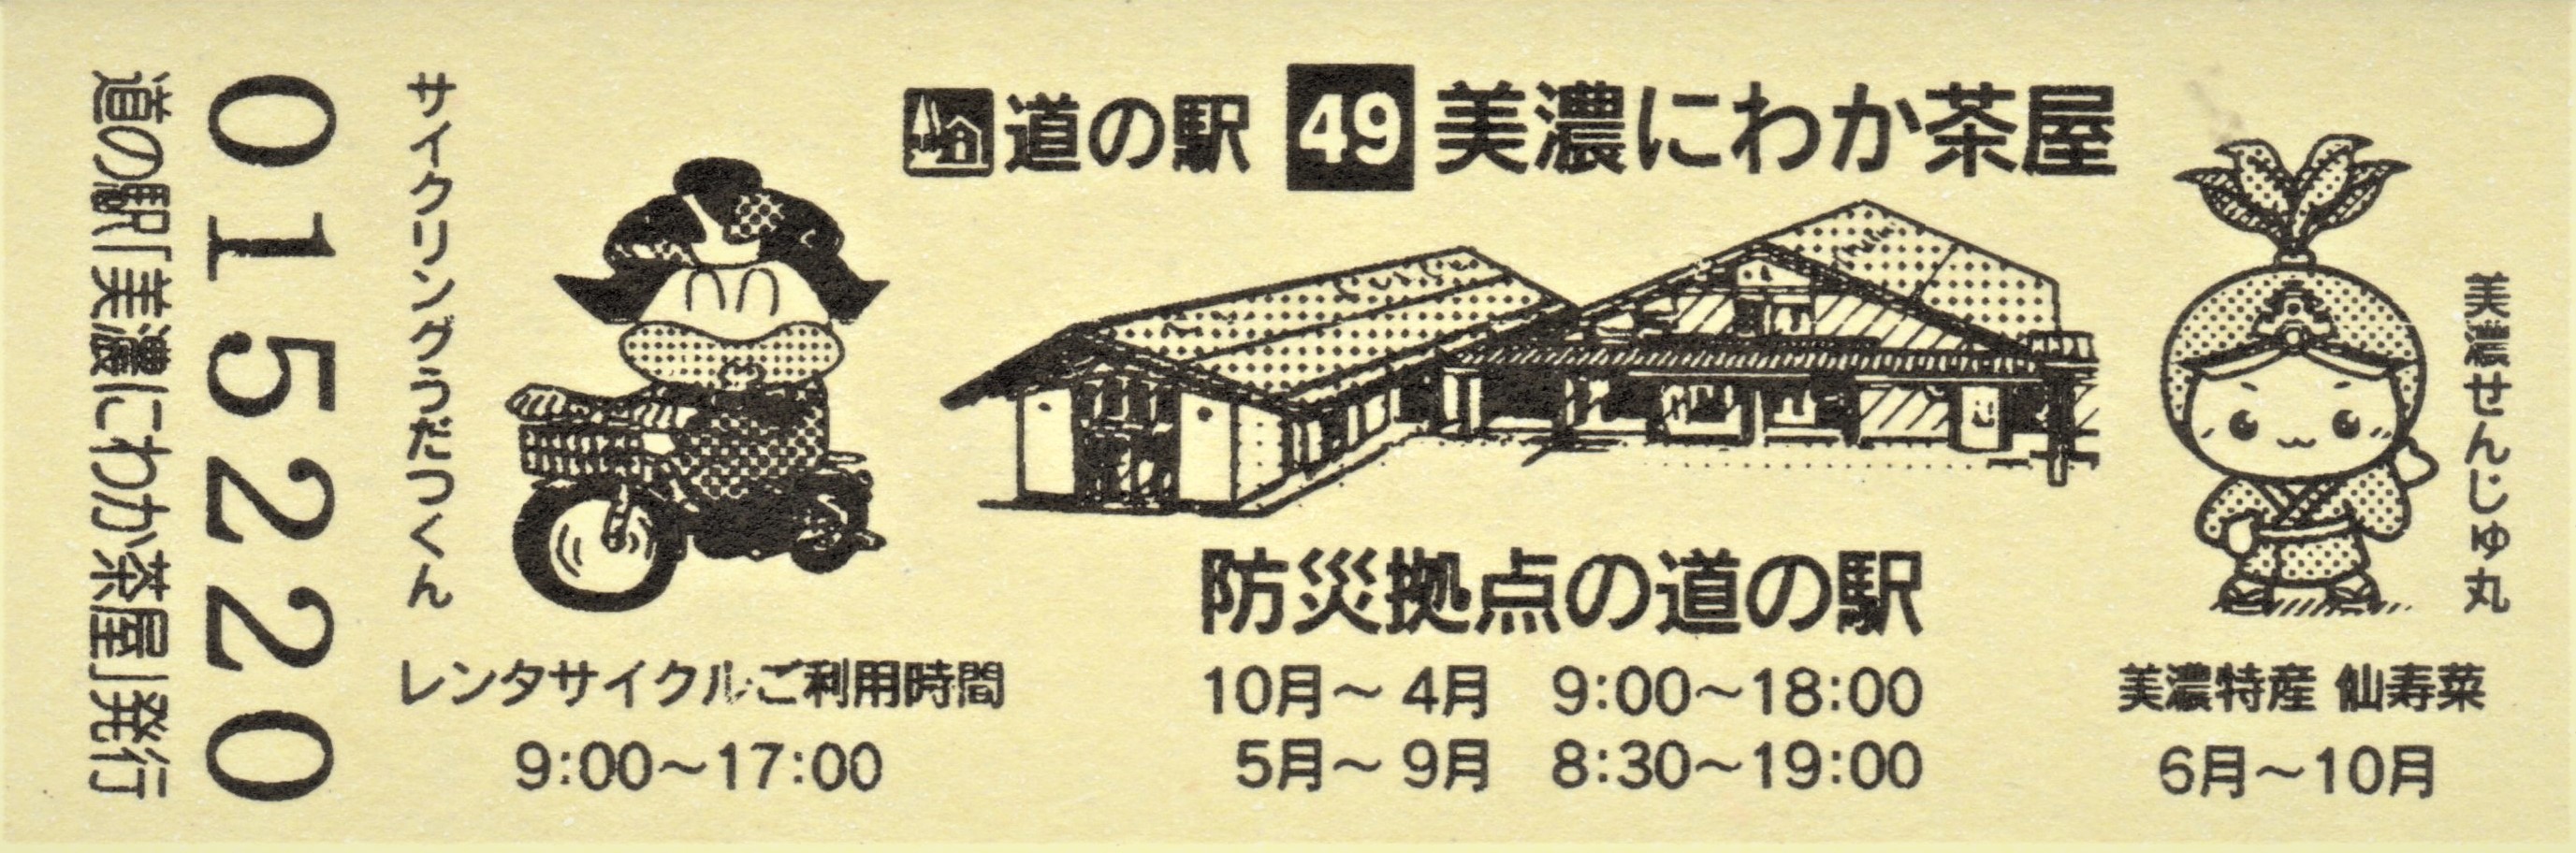 道の駅 49 美濃にわか茶屋
道の駅「美濃にわか茶屋」発行
015220
サイクリングうだつくん
レンタサイクルご利用時間
9:00～17:00
防災拠点の道の駅
10月～ 4月 9:00～18:00
5月～ 9月 8:30～19:00
美濃せんじゅ丸
美濃特産 仙寿菜
6月～10月